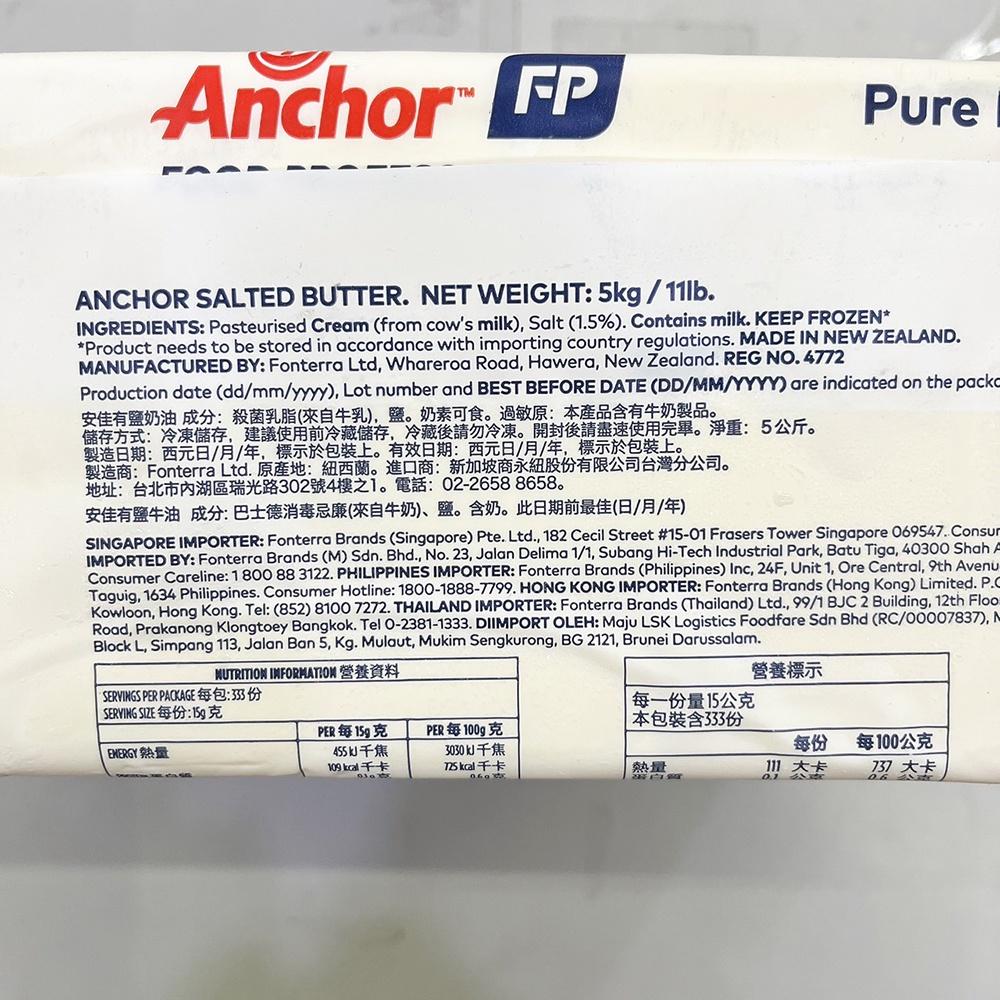 Anchor™ FP
Pure
ANCHOR SALTED BUTTER. NET WEIGHT: 5kg / 11lb.
INGREDIENTS: Pasteurised Cream (from cow's milk), Salt (1.5%). Contains milk. KEEP FROZEN*
*Product needs to be stored in accordance with importing country regulations. MADE IN NEW ZEALAND.
MANUFACTURED BY: Fonterra Ltd, Whareroa Road, Hawera, New Zealand. REG NO. 4772
Production date (dd/mm/yyyy), Lot number and BEST BEFORE DATE (DD/MM/YYYY) are indicated on the
安佳有鹽奶油 成分：殺菌乳脂(來自牛乳)，鹽。奶素可食。過敏原：本產品含有牛奶製品。
儲存方式：冷凍儲存，建議使用前冷藏儲存，冷藏後請勿冷凍。開封後請盡速使用完畢。淨重：5公斤。
製造日期：西元日/月/年，標示於包裝上。有效日期：西元日/月/年，標示於包裝上。
製造商：Fonterra Ltd. 原產地：紐西蘭。進口商：新加坡商永紐股份有限公司台灣分公司。
地址：台北市內湖區瑞光路302號4樓之1。電話：02-2658 8658。
安佳有鹽牛油 成分: 巴士德消毒忌廉(來自牛奶)、鹽。含奶。此日期前最佳(日/月/年)
SINGAPORE IMPORTER: Fonterra Brands (Singapore) Pte. Ltd., 182 Cecil Street #15-01 Frasers Tower Singapore 069547.
IMPORTED BY: Fonterra Brands (M) Sdn. Bhd., No. 23, Jalan Delima 1/1, Subang Hi-Tech Industrial Park, Batu Tiga, 40300 Shah
Consumer Careline: 1 800 88 3122. PHILIPPINES IMPORTER: Fonterra Brands (Philippines) Inc, 24F, Unit 1, Ore Central, 9th
Taguig, 1634 Philippines. Consumer Hotline: 1800-1888-7799. HONG KONG IMPORTER: Fonterra Brands (Hong Kong) Limited.
Kowloon, Hong Kong. Tel: (852) 8100 7272. THAILAND IMPORTER: Fonterra Brands (Thailand) Ltd., 99/1 BJC 2 Building, 12th
Road, Prakanong Klongtoey Bangkok. Tel 0-2381-1333. DIIMPORT OLEH: Maju LSK Logistics Foodfare Sdn Bhd (RC/00007837),
Block L, Simpang 113, Jalan Ban 5, Kg. Mulaut, Mukim Sengkurong, BG 2121, Brunei Darussalam.
NUTRITION INFORMATION 營養資料
SERVINGS PER PACKAGE 每包: 333 份
SERVING SIZE 每份: 15g 克
PER 每 15g 克 PER 每 100g 克
ENERGY 熱量 455 kJ 千焦 3030 kJ 千焦
109 kcal 千卡 725 kcal 千卡
營養標示
每一份量15公克
本包裝含333份
每份 每100公克
熱量 111 大卡 737 大卡